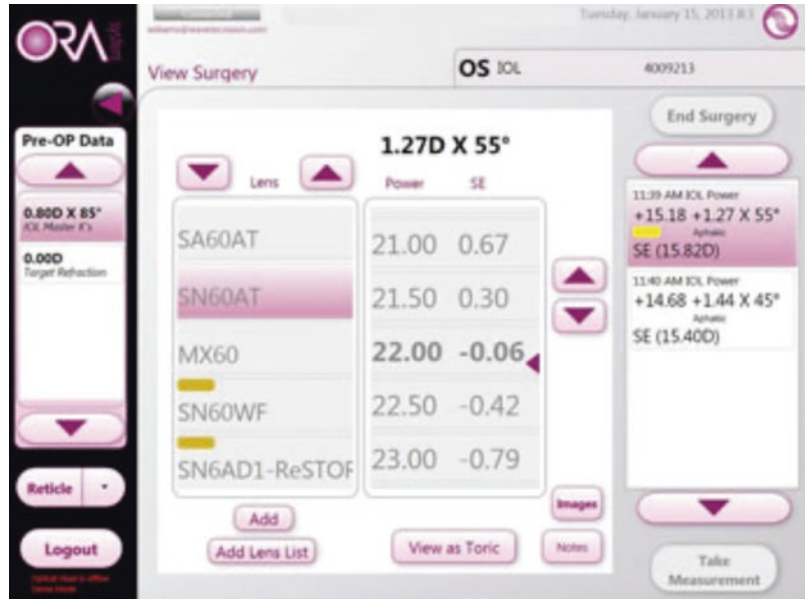 ORA
system
Tuesday, January 15, 2013
View Surgery
OS IOL
4009213
End Surgery
Pre-OP Data
0.80D X 85°
IOL Master K's
0.00D
Target Refraction
Reticle
Logout
1.27D X 55°
Lens
Power SE
SA60AT 21.00 0.67
SN60AT 21.50 0.30
MX60 22.00 -0.06
SN60WF 22.50 -0.42
SN6AD1-ReSTOR 23.00 -0.79
Add
Add Lens List
View as Toric
Images
Notes
11:39 AM IOL Power
+15.18 +1.27 X 55°
Aphakic
SE (15.82D)
11:40 AM IOL Power
+14.68 +1.44 X 45°
Aphakic
SE (15.40D)
Take
Measurement